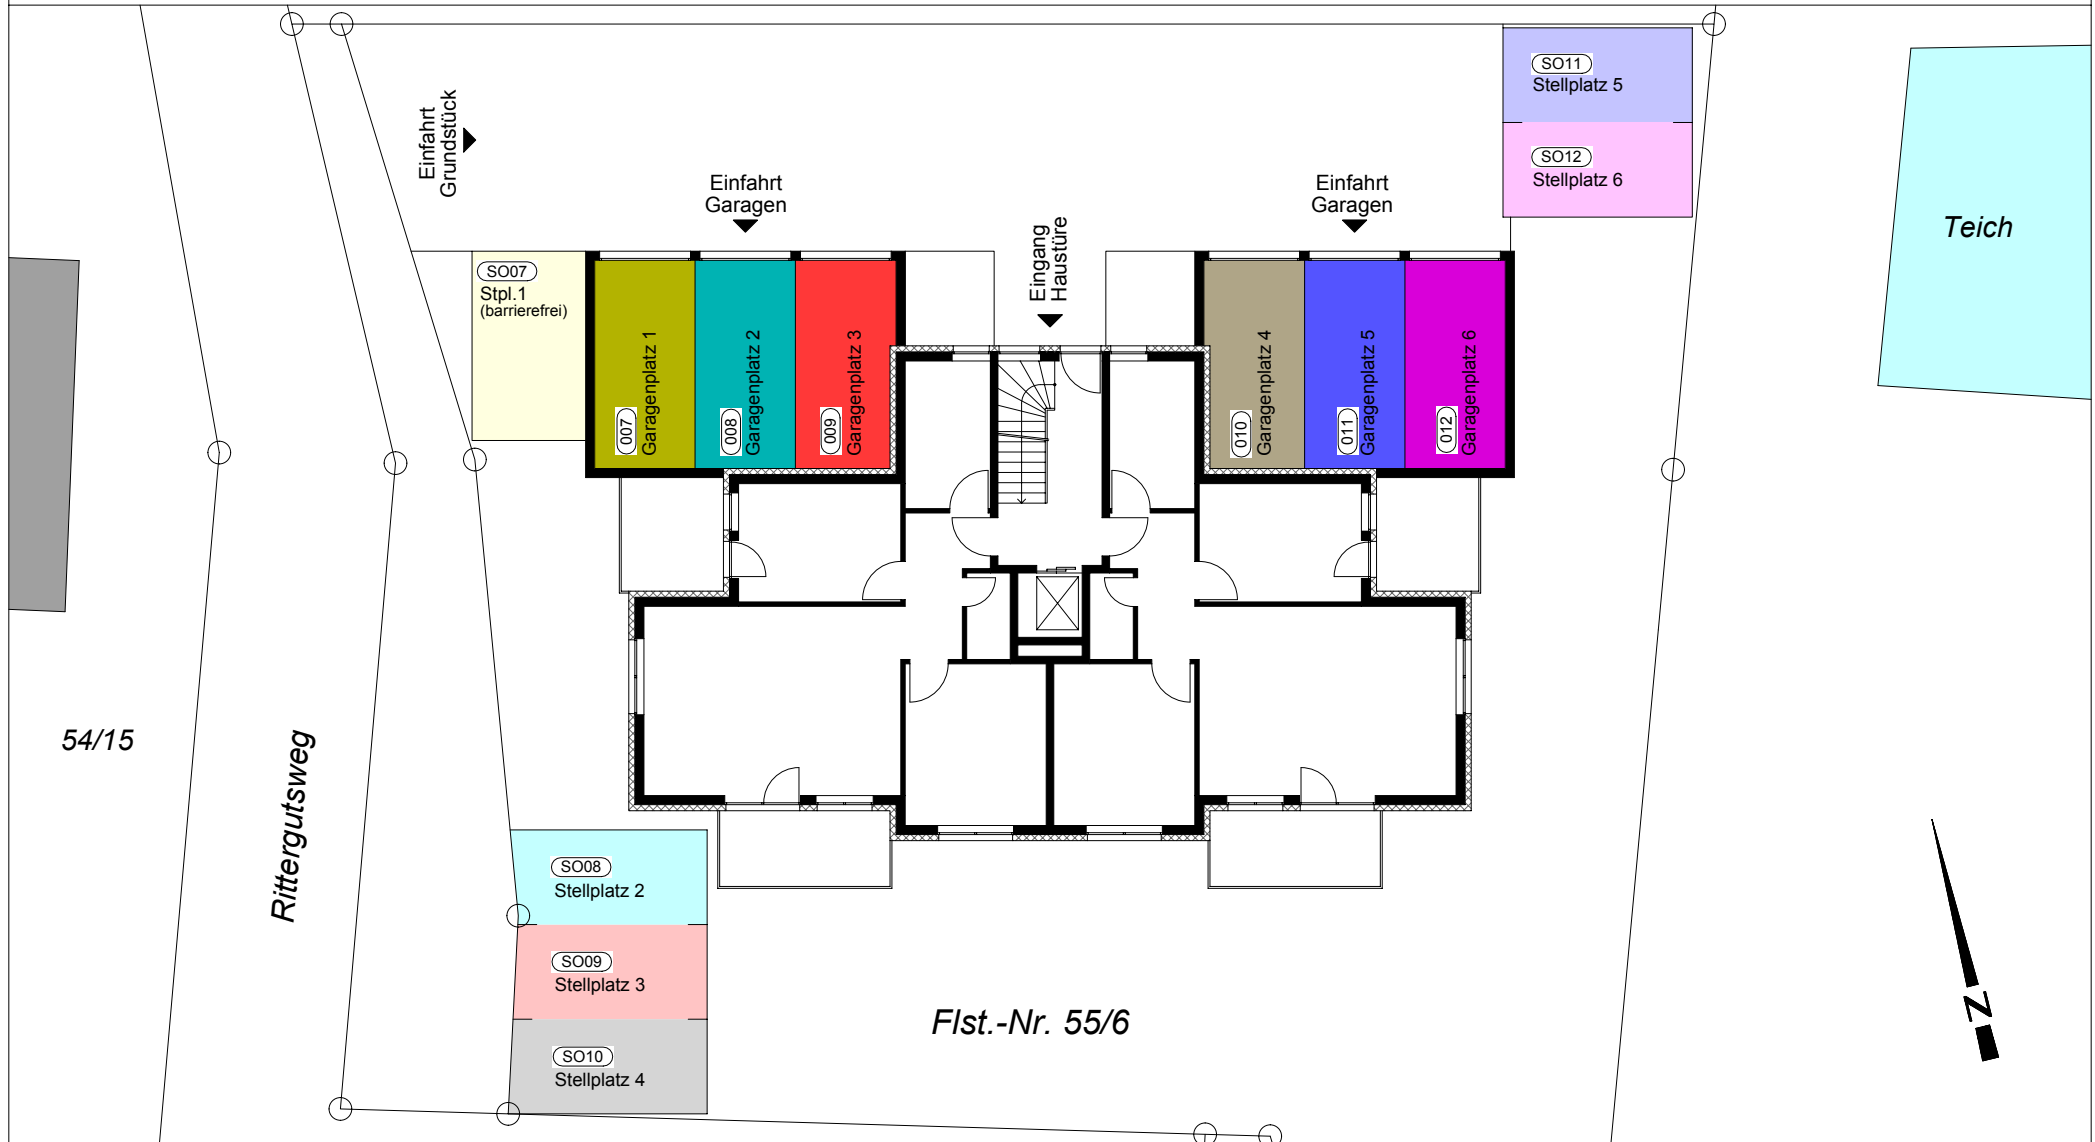 SO11
Stellplatz 5
SO12
Stellplatz 6
Einfahrt
Grundstück
Einfahrt
Garagen
Einfahrt
Garagen
Eingang
Haustüre
Teich
SO07
Stpl.1
(barrierefrei)
007
Garagenplatz 1
008
Garagenplatz 2
009
Garagenplatz 3
010
Garagenplatz 4
011
Garagenplatz 5
012
Garagenplatz 6
54/15
Rittergutsweg
SO08
Stellplatz 2
SO09
Stellplatz 3
SO10
Stellplatz 4
Flst.-Nr. 55/6
N